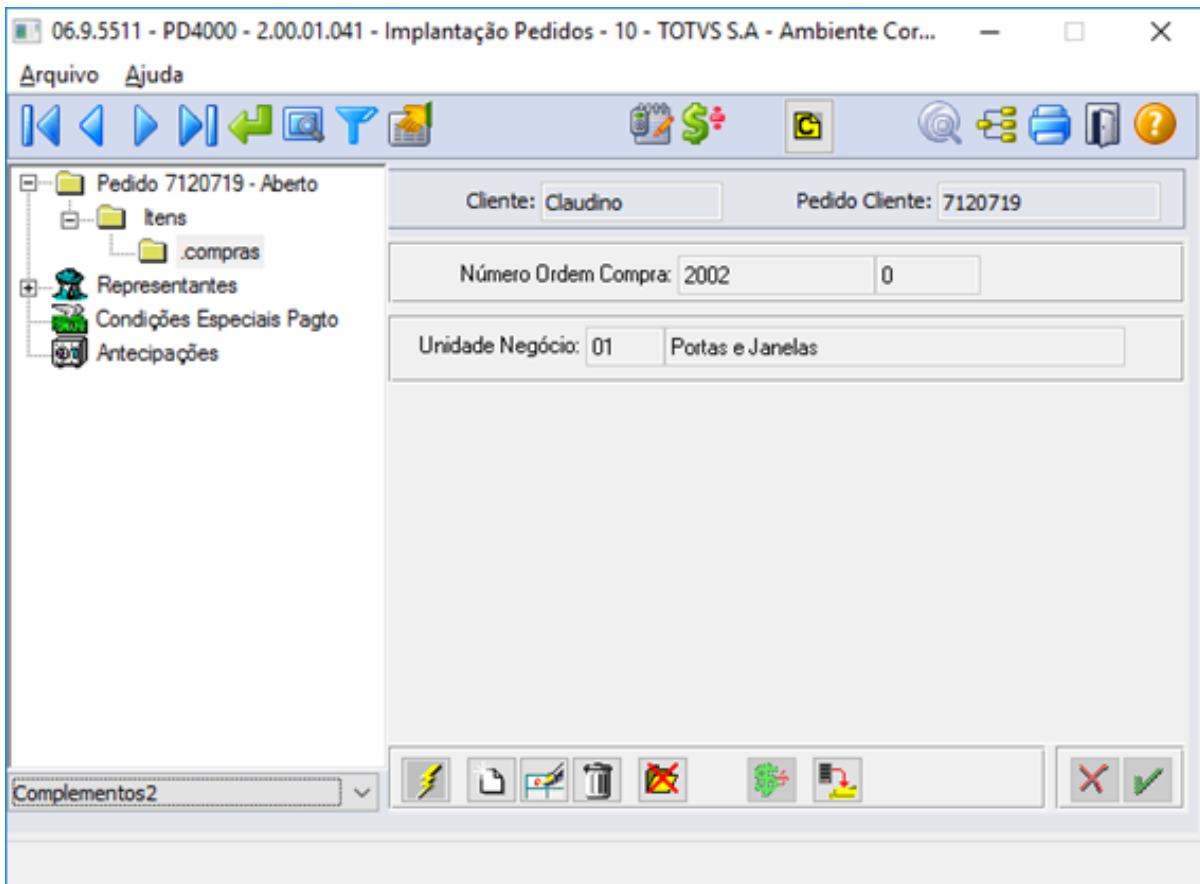 06.9.5511 - PD4000 - 2.00.01.041 - Implantação Pedidos - 10 - TOTVS S.A - Ambiente Cor...
Arquivo Ajuda
Pedido 7120719 - Aberto
Itens
.compras
Representantes
Condições Especiais Pagto
Antecipações
Complementos2
Cliente: Claudino Pedido Cliente: 7120719
Número Ordem Compra: 2002 0
Unidade Negócio: 01 Portas e Janelas